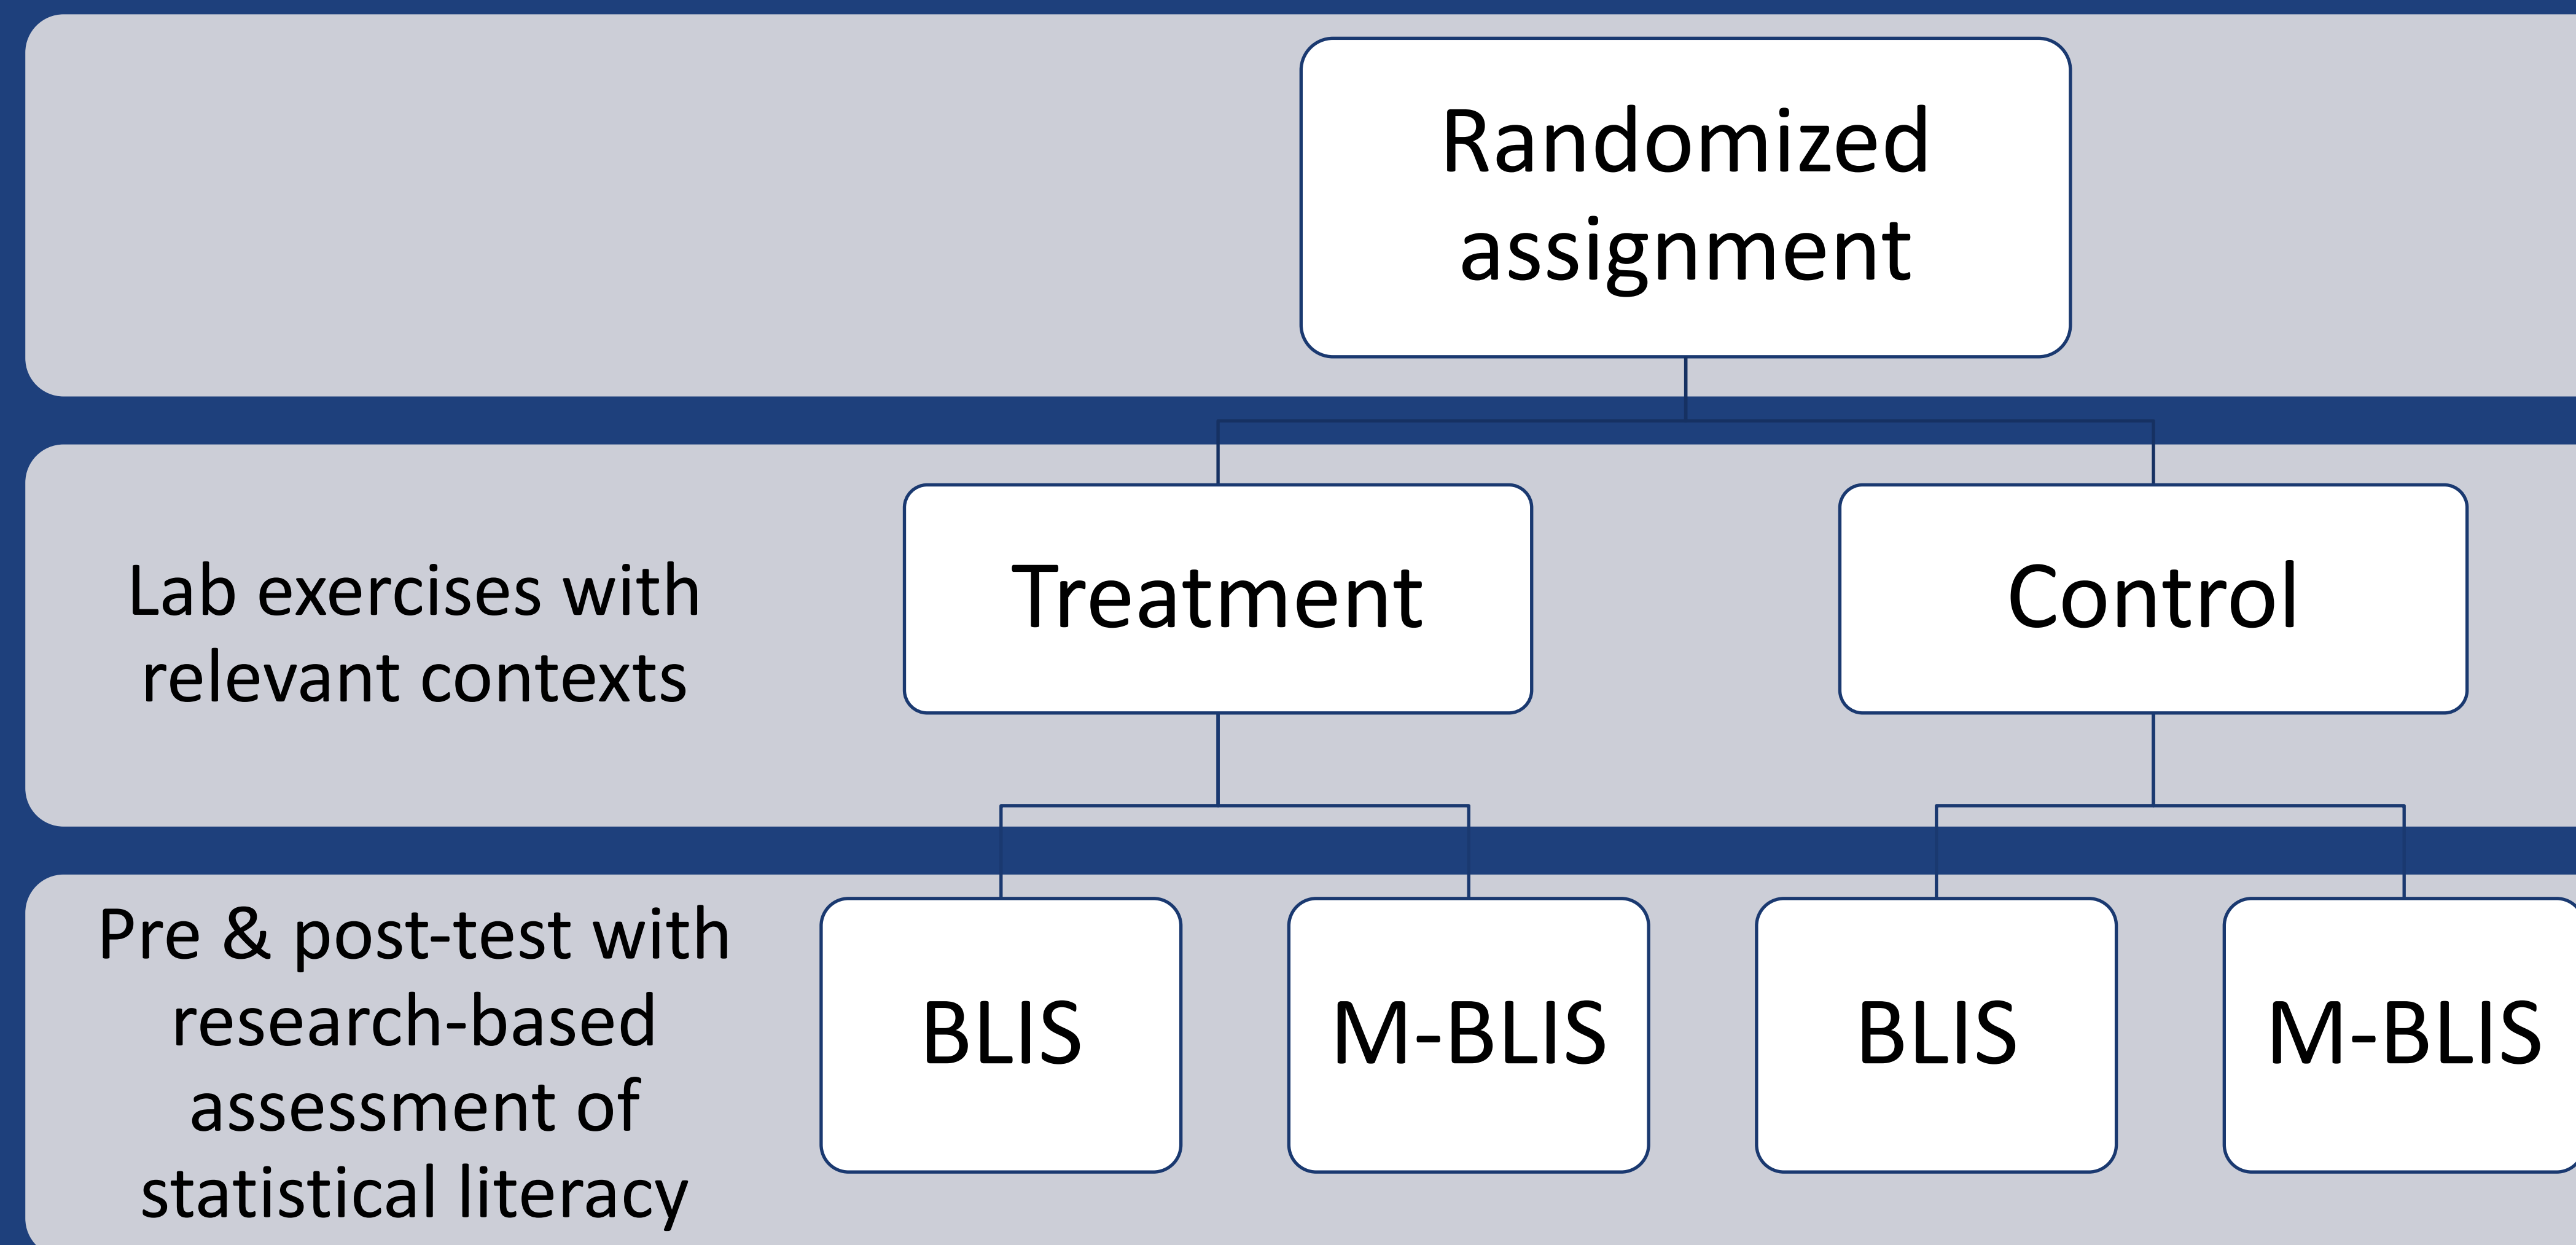 Randomized
assignment
Lab exercises with
relevant contexts
Treatment
Control
Pre & post-test with
research-based
assessment of
statistical literacy
BLIS
M-BLIS
BLIS
M-BLIS